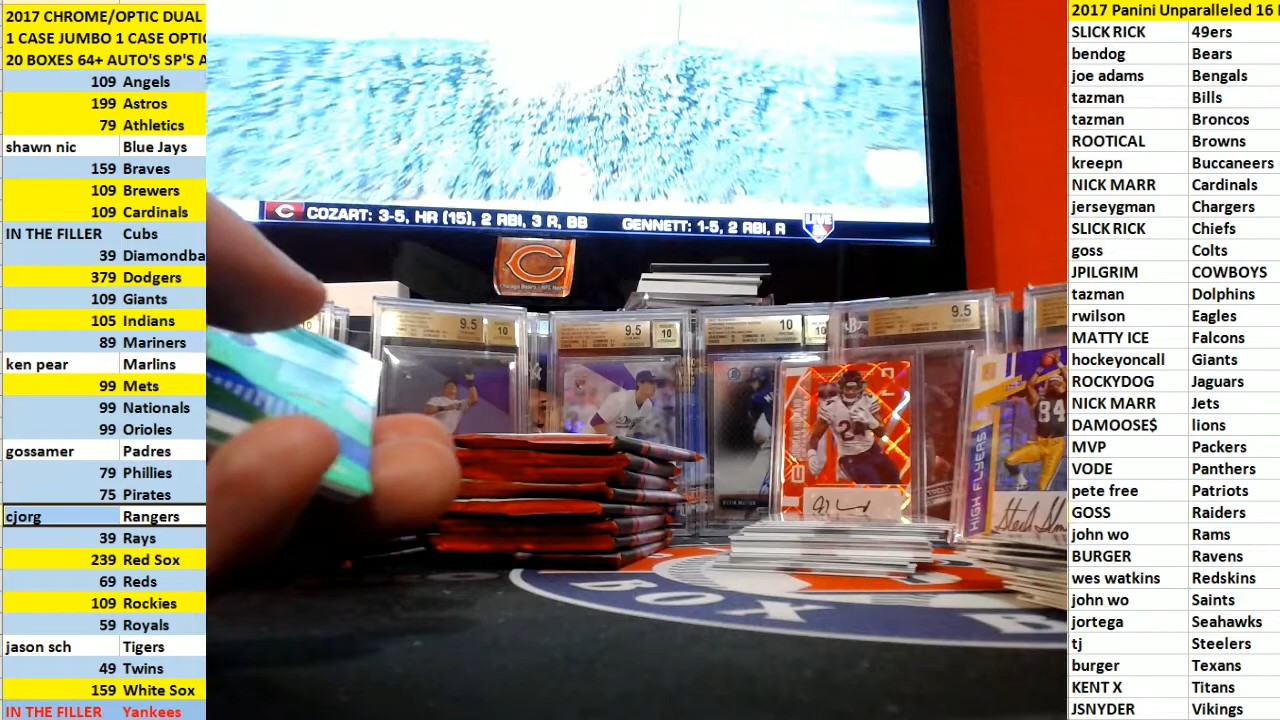 2017 CHROME/OPTIC DUAL
1 CASE JUMBO 1 CASE OPTIC
20 BOXES 64+ AUTO'S SP'S A
109 Angels
199 Astros
79 Athletics
shawn nic Blue Jays
159 Braves
109 Brewers
109 Cardinals
IN THE FILLER Cubs
39 Diamondba
379 Dodgers
109 Giants
105 Indians
89 Mariners
ken pear Marlins
99 Mets
99 Nationals
99 Orioles
gossamer Padres
79 Phillies
75 Pirates
cjorg Rangers
39 Rays
239 Red Sox
69 Reds
109 Rockies
59 Royals
jason sch Tigers
49 Twins
159 White Sox
IN THE FILLER Yankees
C COZART: 3-5, HR (15), 2 RBI, 3 R, BB GENNETT: 1-5, 2 RBI, R LIVE
Chicago Bears - NFC North
9.5 10
9.5 10
10
9.5
HIGH FLYERS
84
BOX B
2017 Panini Unparalleled 16
SLICK RICK 49ers
bendog Bears
joe adams Bengals
tazman Bills
tazman Broncos
ROOTICAL Browns
kreepn Buccaneers
NICK MARR Cardinals
jerseygman Chargers
SLICK RICK Chiefs
goss Colts
JPILGRIM COWBOYS
tazman Dolphins
rwilson Eagles
MATTY ICE Falcons
hockeyoncall Giants
ROCKYDOG Jaguars
NICK MARR Jets
DAMOOSE$ lions
MVP Packers
VODE Panthers
pete free Patriots
GOSS Raiders
john wo Rams
BURGER Ravens
wes watkins Redskins
john wo Saints
jortega Seahawks
tj Steelers
burger Texans
KENT X Titans
JSNYDER Vikings